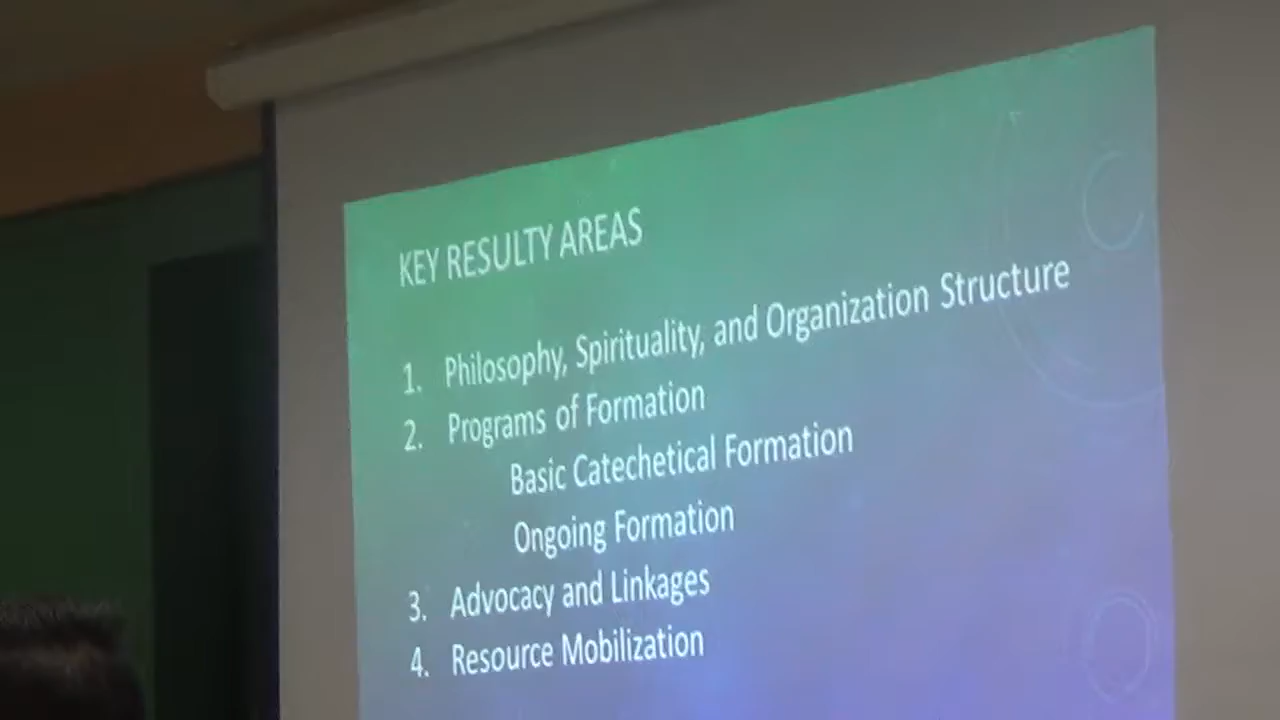 KEY RESULTY AREAS
1. Philosophy, Spirituality, and Organization Structure
2. Programs of Formation
Basic Catechetical Formation
Ongoing Formation
3. Advocacy and Linkages
4. Resource Mobilization